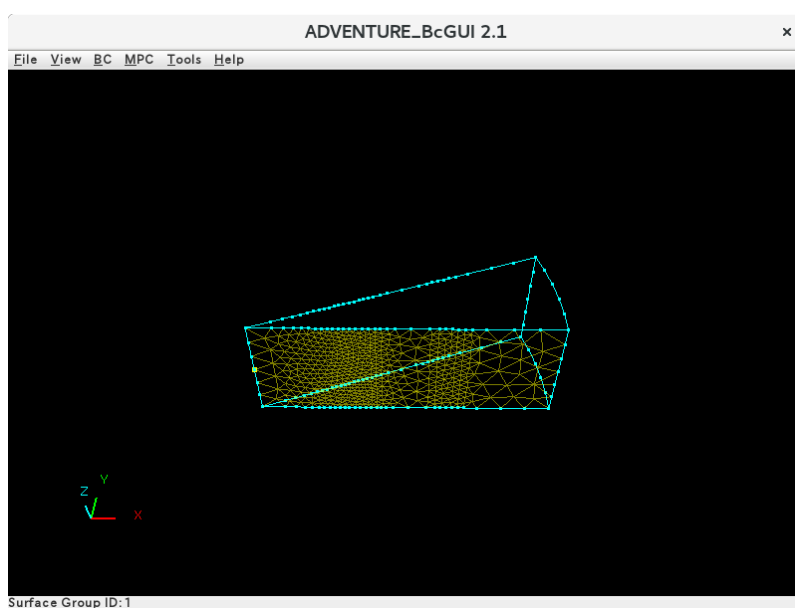 ADVENTURE_BcGUI 2.1
×
File View BC MPC Tools Help
Y
Z
X
Surface Group ID:1